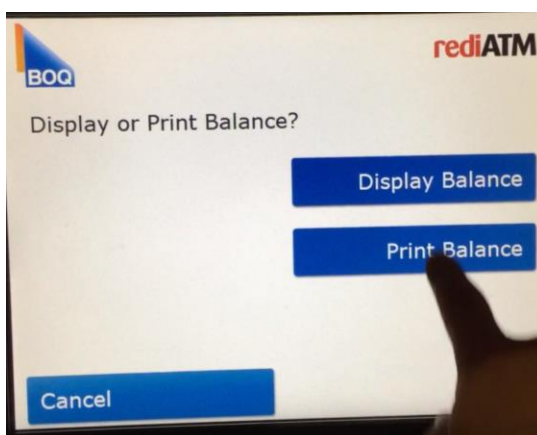 BOQ
rediATM
Display or Print Balance?
Display Balance
Print Balance
Cancel